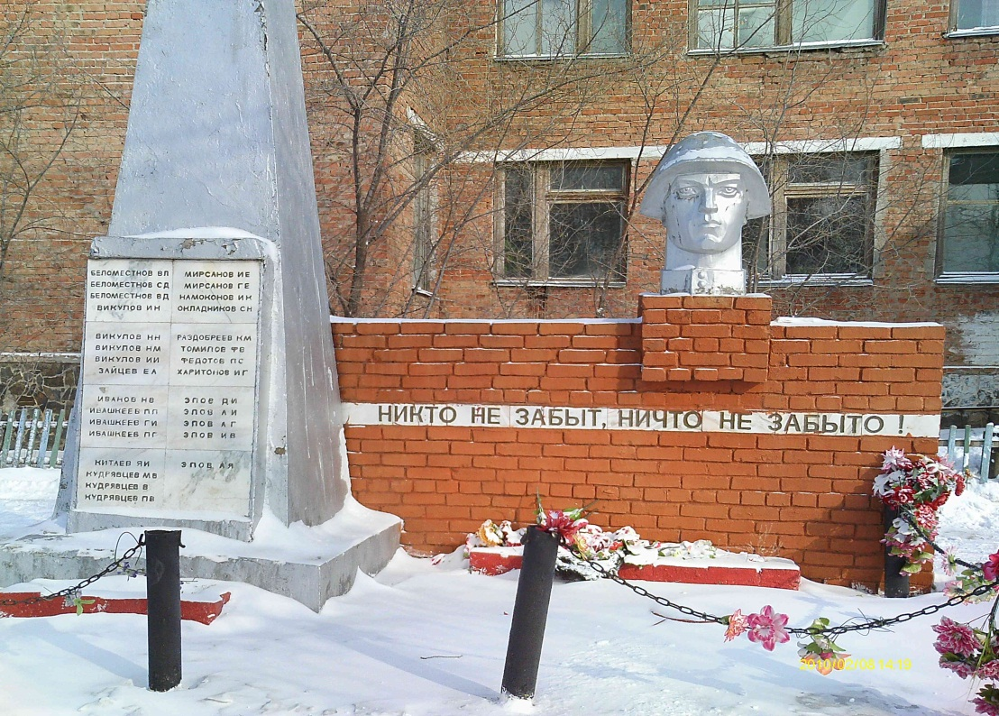 БЕЛОМЕСТНОВ ВП
БЕЛОМЕСТНОВ СД
БЕЛОМЕСТНОВ ВД
ВИКУЛОВ ИН
ВИКУЛОВ НН
ВИКУЛОВ НМ
ВИКУЛОВ ИИ
ЗАЙЦЕВ ЕА
ИВАНОВ НВ
ИВАШКЕЕВ ПП
ИВАШКЕЕВ ГИ
ИВАШКЕЕВ ПГ
КИТАЕВ ЯИ
КУДРЯВЦЕВ МВ
КУДРЯВЦЕВ В
КУДРЯВЦЕВ ПВ
МИРСАНОВ ИЕ
МИРСАНОВ ГЕ
НАМОКОНОВ ИН
ОКЛАДНИКОВ СН
РАЗДОБРЕЕВ КМ
ТОМИЛОВ ФВ
ФЕДОТОВ ПС
ХАРИТОНОВ ИГ
ЭПОВ ДИ
ЭПОВ АИ
ЭПОВ АГ
ЭПОВ ИВ
ЭПОВ АЯ
НИКТО НЕ ЗАБЫТ, НИЧТО НЕ ЗАБЫТО !
2010/02/08 14:19